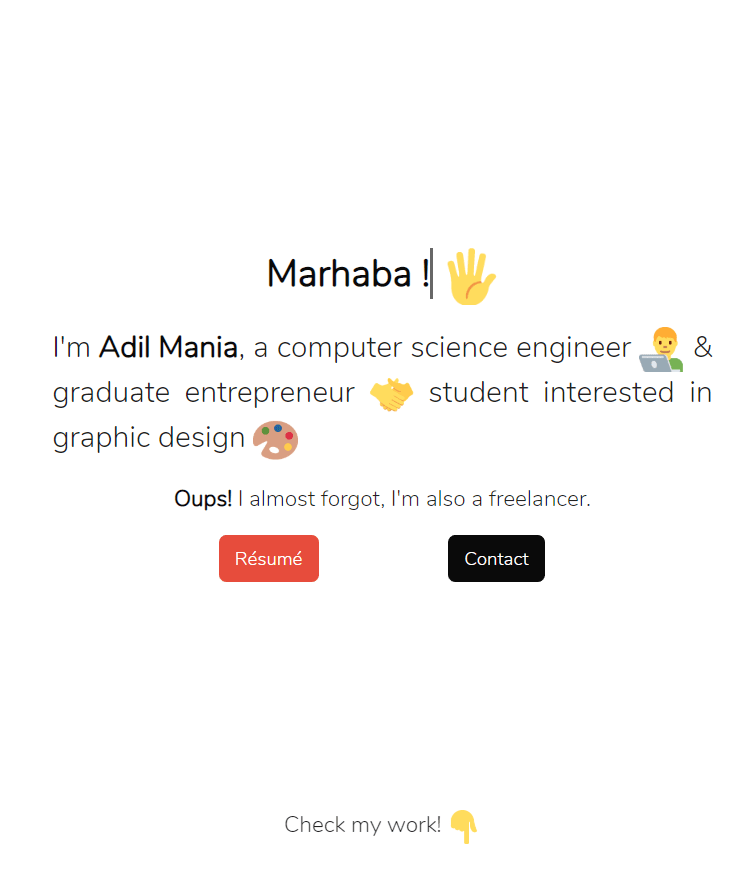 Marhaba ! 🖐
I'm Adil Mania, a computer science engineer 👨‍💻 &
graduate entrepreneur 🤝 student interested in
graphic design 🎨
Oups! I almost forgot, I'm also a freelancer.
Résumé
Contact
Check my work! 👇